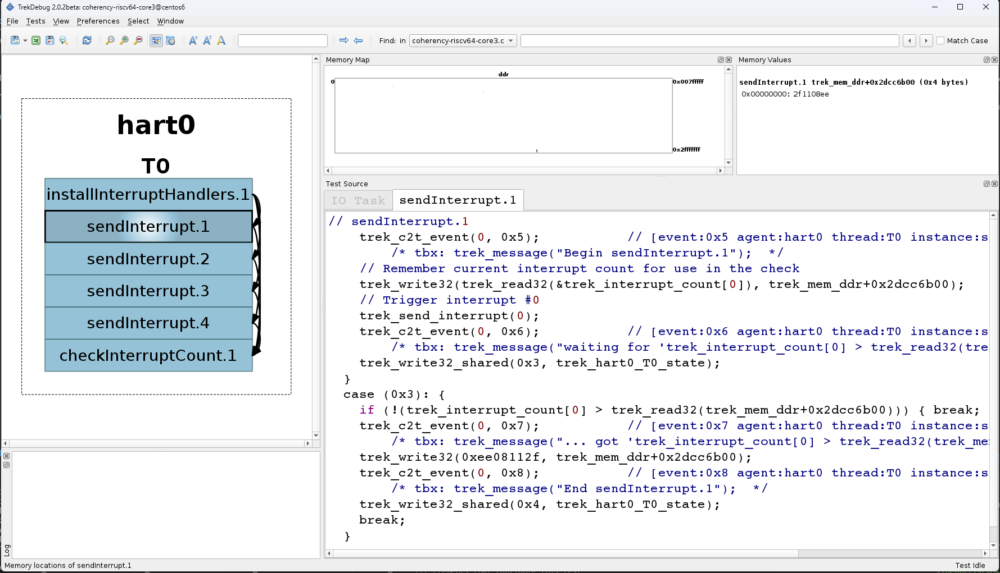 TrekDebug 2.0.2beta: coherency-riscv64-core3@centos6
File Tests View Preferences Select Window
Find: in coherency-riscv64-core3.c Match Case
hart0
T0
installInterruptHandlers.1
sendInterrupt.1
sendInterrupt.2
sendInterrupt.3
sendInterrupt.4
checkInterruptCount.1
Log
Memory Map
ddr
0 0x007fffff
0x2fffffff
Memory Values
sendInterrupt.1 trek_mem_ddr+0x2dcc6b00 (0x4 bytes)
0x00000000: 2f1108ee
Test Source
IO Task sendInterrupt.1
// sendInterrupt.1
trek_c2t_event(0, 0x5); // [event:0x5 agent:hart0 thread:T0 instance:s
/* tbx: trek_message("Begin sendInterrupt.1"); */
// Remember current interrupt count for use in the check
trek_write32(trek_read32(&trek_interrupt_count[0]), trek_mem_ddr+0x2dcc6b00);
// Trigger interrupt #0
trek_send_interrupt(0);
trek_c2t_event(0, 0x6); // [event:0x6 agent:hart0 thread:T0 instance:s
/* tbx: trek_message("waiting for 'trek_interrupt_count[0] > trek_read32(tre
trek_write32_shared(0x3, trek_hart0_T0_state);
}
case (0x3): {
if (!(trek_interrupt_count[0] > trek_read32(trek_mem_ddr+0x2dcc6b00))) { break;
trek_c2t_event(0, 0x7); // [event:0x7 agent:hart0 thread:T0 instance:s
/* tbx: trek_message("... got 'trek_interrupt_count[0] > trek_read32(trek_me
trek_write32(0xee08112f, trek_mem_ddr+0x2dcc6b00);
trek_c2t_event(0, 0x8); // [event:0x8 agent:hart0 thread:T0 instance:s
/* tbx: trek_message("End sendInterrupt.1"); */
trek_write32_shared(0x4, trek_hart0_T0_state);
break;
}
Memory locations of sendInterrupt.1
Test Idle